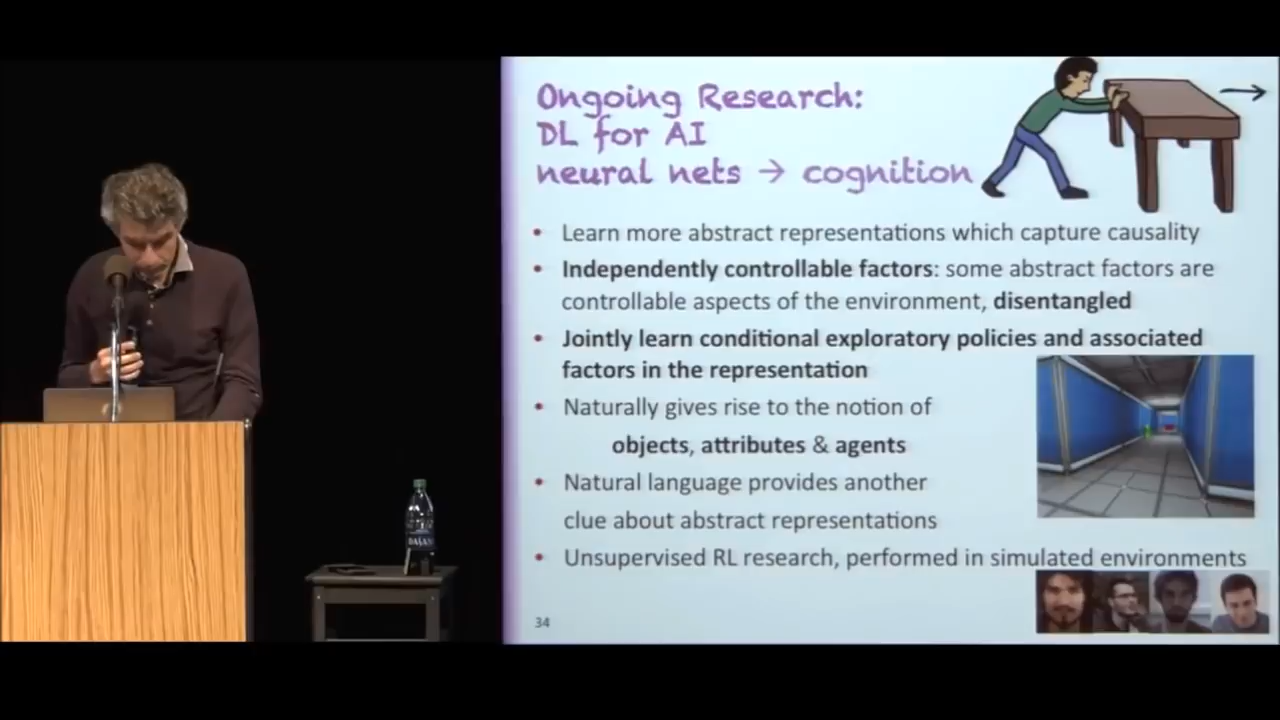 Ongoing Research:
DL for AI
neural nets → cognition
• Learn more abstract representations which capture causality
• Independently controllable factors: some abstract factors are
controllable aspects of the environment, disentangled
• Jointly learn conditional exploratory policies and associated
factors in the representation
• Naturally gives rise to the notion of
objects, attributes & agents
• Natural language provides another
clue about abstract representations
• Unsupervised RL research, performed in simulated environments
34
DASANI